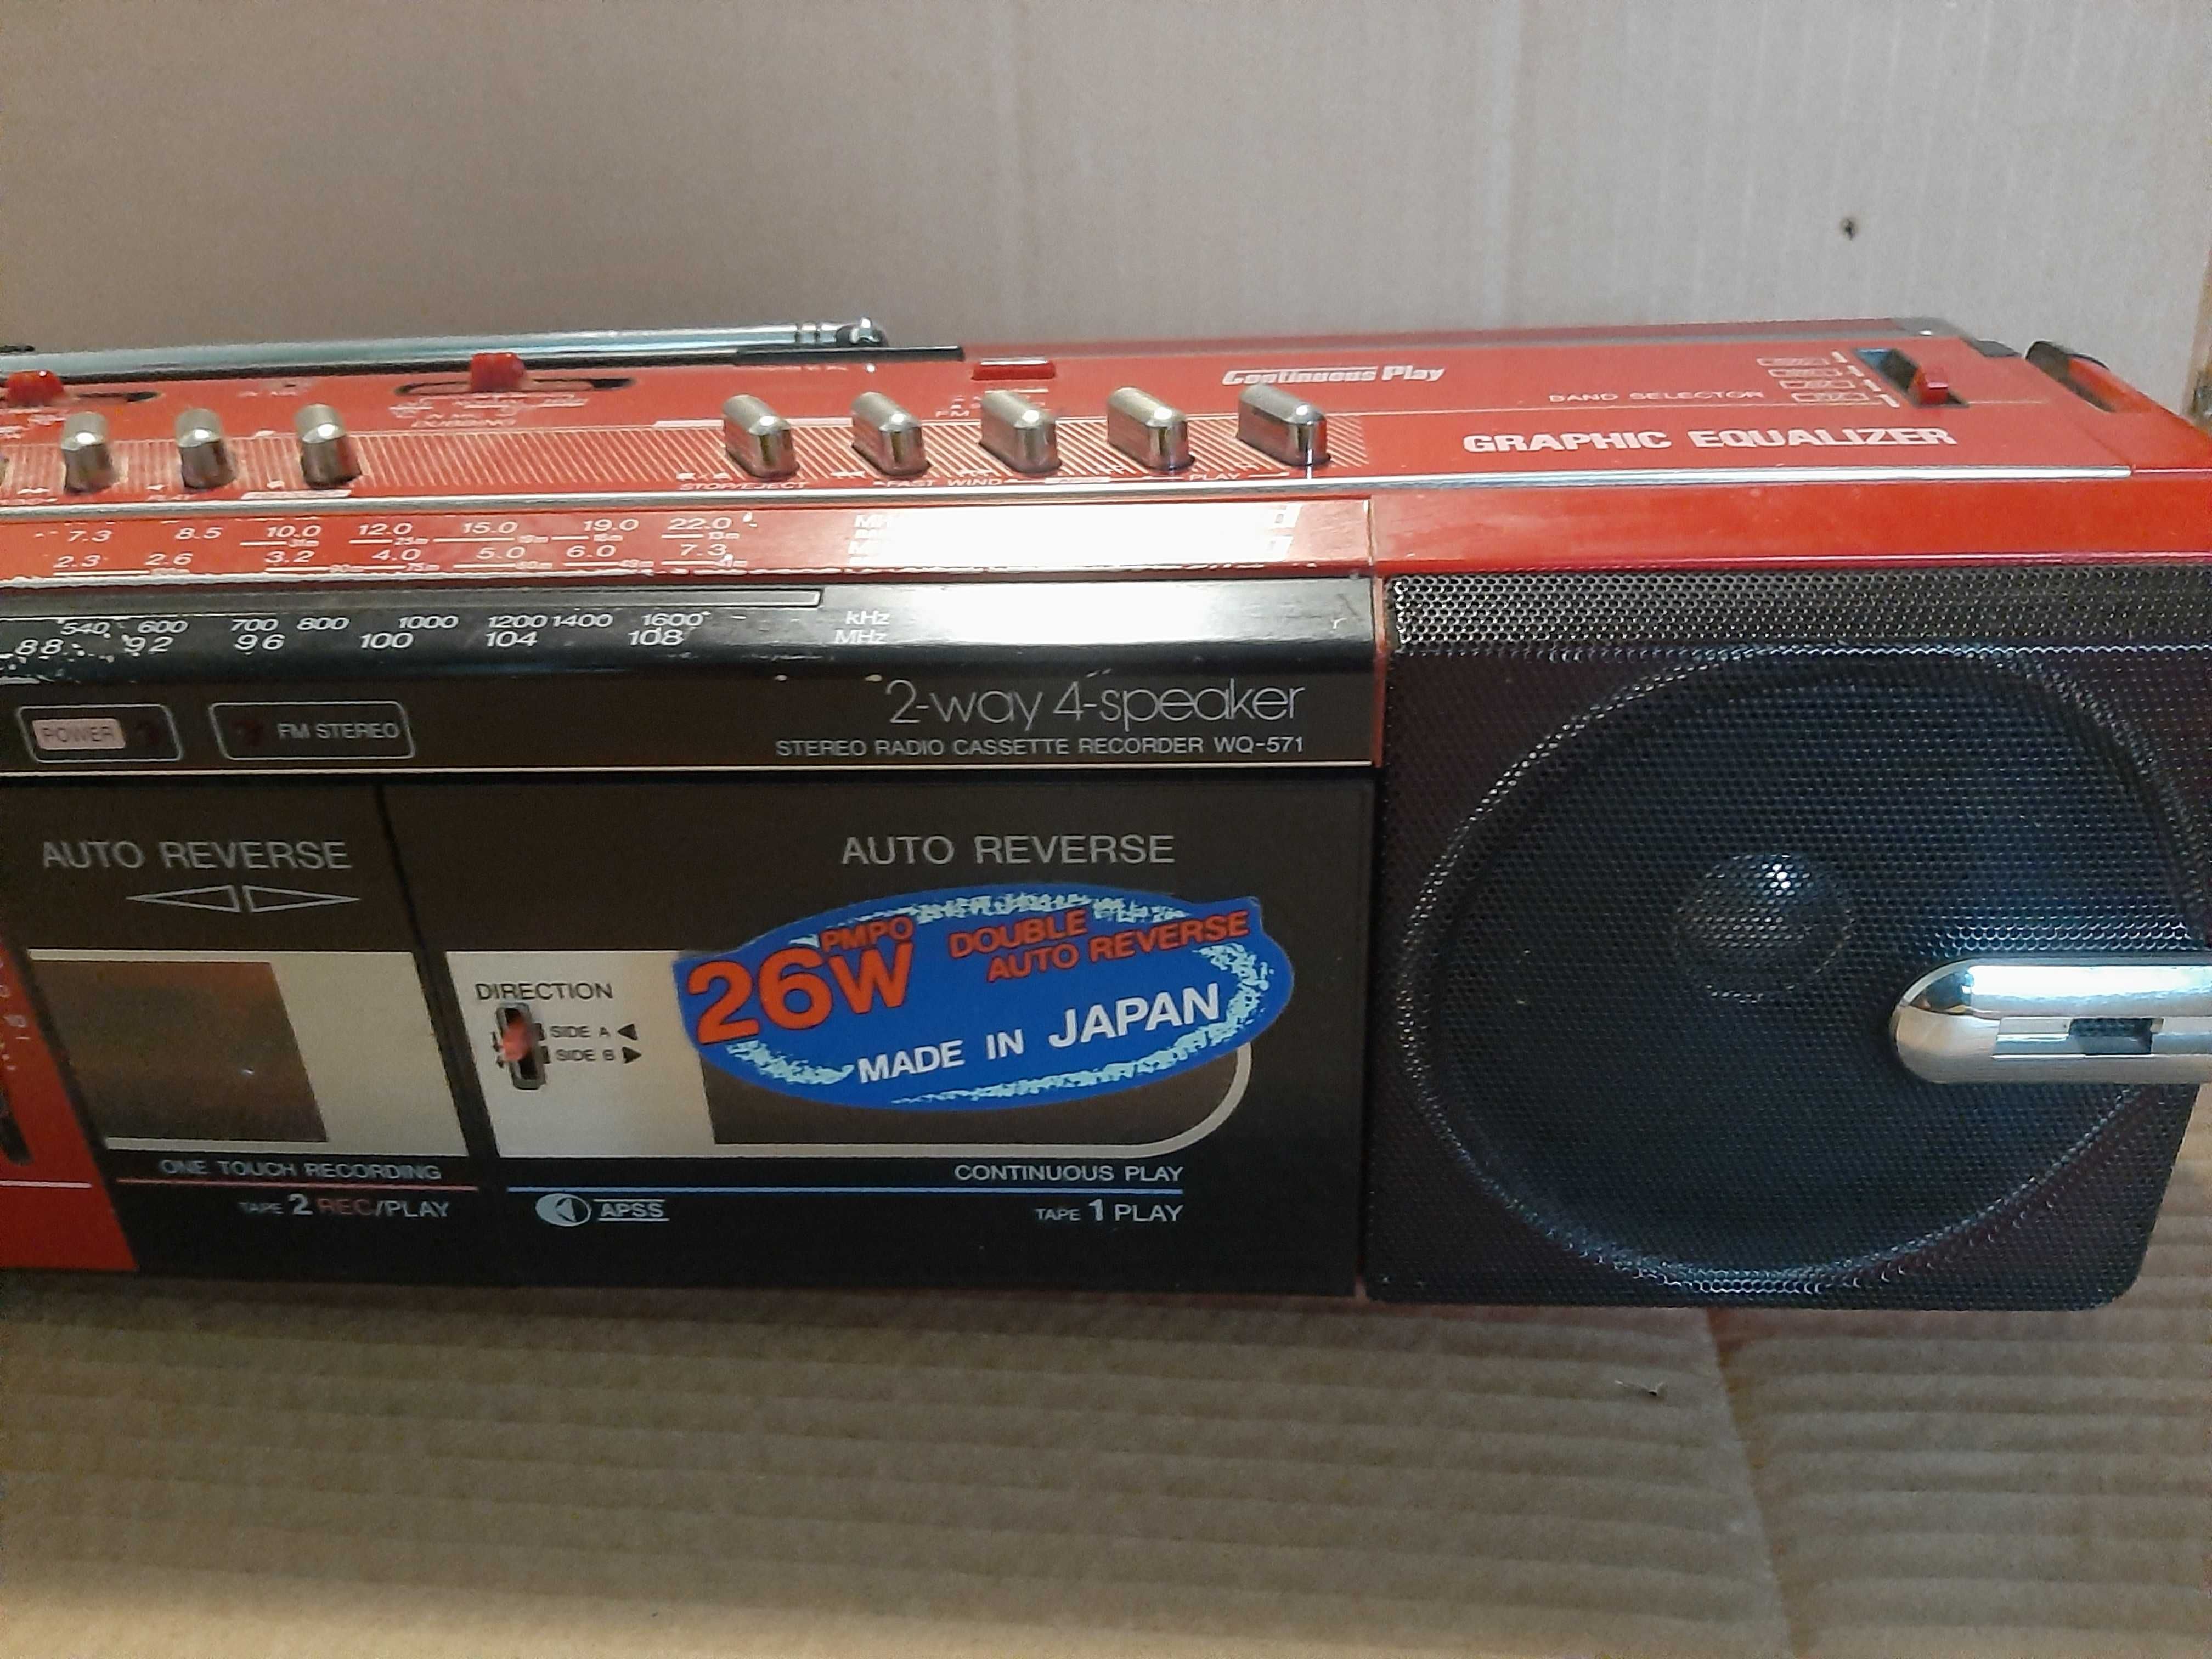 Continuous Play
BAND SELECTOR
GRAPHIC EQUALIZER
DUBBING
FM
STOP/EJECT
FAST WIND
PLAY
7.3 8.5 10.0 12.0 15.0 19.0 22.0
2.3 2.6 3.2 4.0 5.0 6.0 7.3
540 600 700 800 1000 1200 1400 1600 kHz
88 92 96 100 104 108 MHz
POWER
FM STEREO
2-way 4-speaker
STEREO RADIO CASSETTE RECORDER WQ-571
AUTO REVERSE
AUTO REVERSE
PMPO
26W
DOUBLE
AUTO REVERSE
MADE IN JAPAN
DIRECTION
SIDE A
SIDE B
ONE TOUCH RECORDING
TAPE 2 REC/PLAY
CONTINUOUS PLAY
APSS
TAPE 1 PLAY